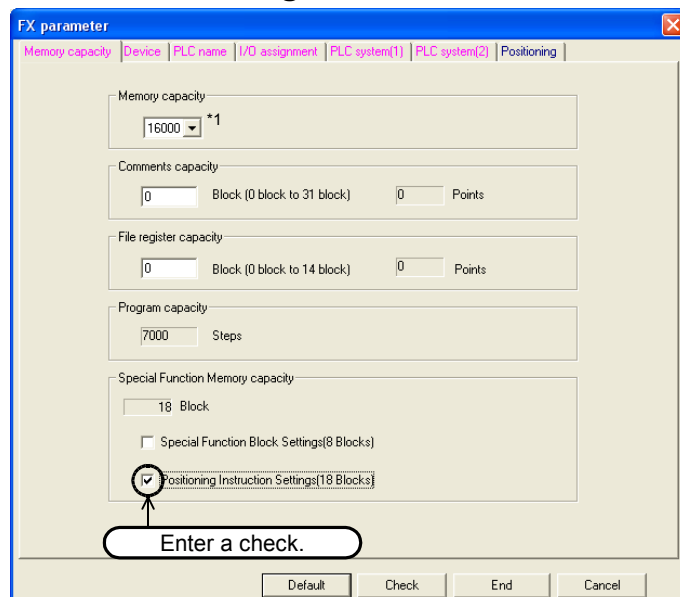 FX parameter
Memory capacity Device PLC name I/O assignment PLC system(1) PLC system(2) Positioning
Memory capacity
16000 *1
Comments capacity
0 Block (0 block to 31 block) 0 Points
File register capacity
0 Block (0 block to 14 block) 0 Points
Program capacity
7000 Steps
Special Function Memory capacity
18 Block
Special Function Block Settings(8 Blocks)
Positioning Instruction Settings(18 Blocks)
Enter a check.
Default Check End Cancel